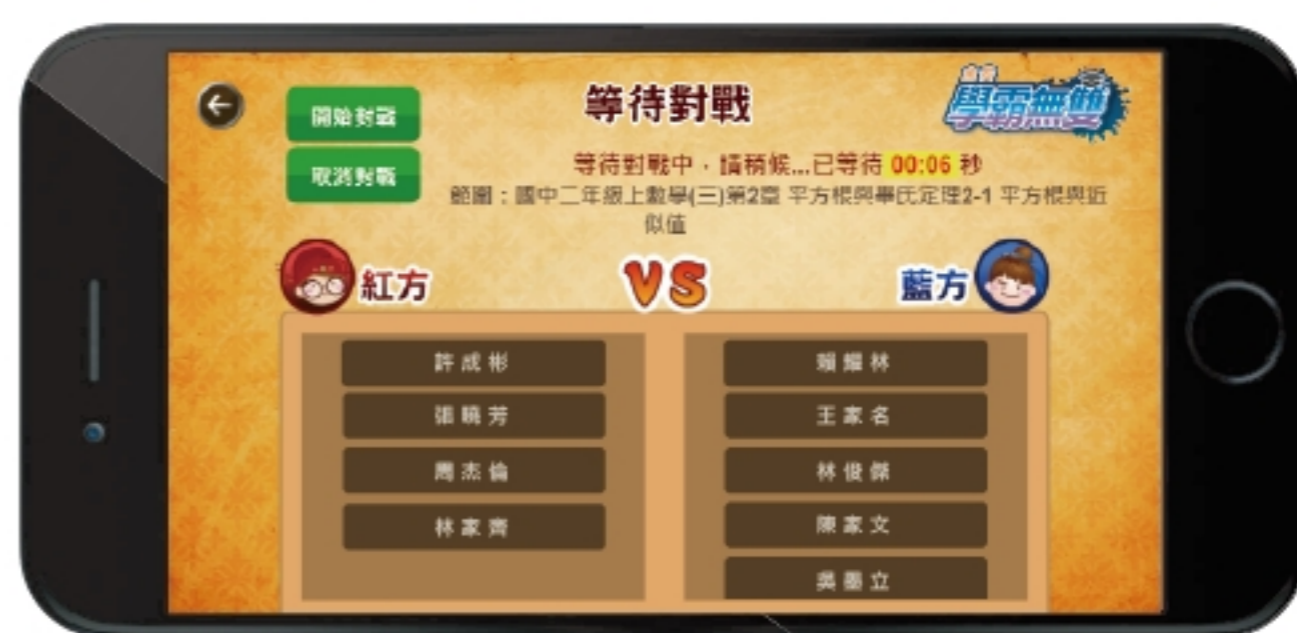 開始對戰
等待對戰
學霸無雙
取消對戰
等待對戰中，請稍候...已等待 00:06 秒
範圍：國中二年級上數學(三)第2章 平方根與畢氏定理2-1 平方根與近
似值
紅方
VS
藍方
許成彬
賴耀林
張曉芳
王家名
周杰倫
林俊傑
林家齊
陳家文
吳墨立